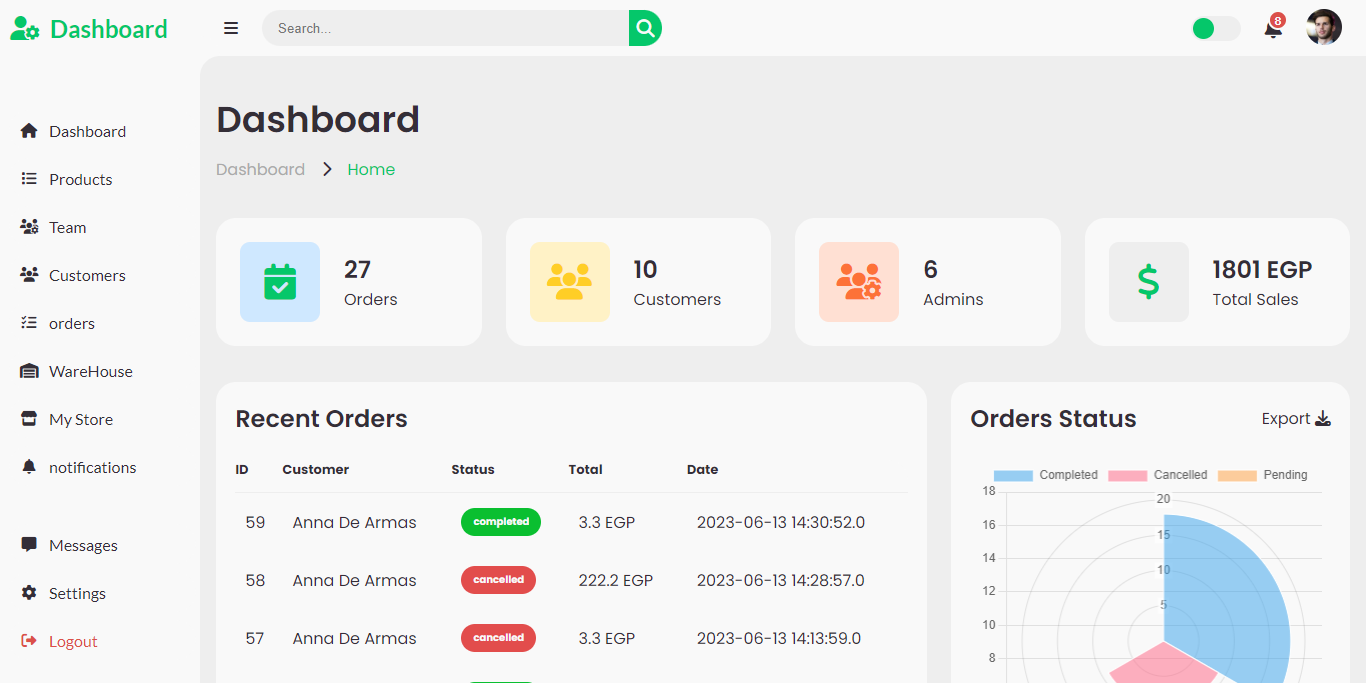 Dashboard
Search...
8
Dashboard
Products
Team
Customers
orders
WareHouse
My Store
notifications
Messages
Settings
Logout
Dashboard
Dashboard Home
27
Orders
10
Customers
6
Admins
1801 EGP
Total Sales
Recent Orders
ID Customer Status Total Date
59 Anna De Armas completed 3.3 EGP 2023-06-13 14:30:52.0
58 Anna De Armas cancelled 222.2 EGP 2023-06-13 14:28:57.0
57 Anna De Armas cancelled 3.3 EGP 2023-06-13 14:13:59.0
Orders Status
Export
Completed Cancelled Pending
18
16
14
12
10
8
20
15
10
5